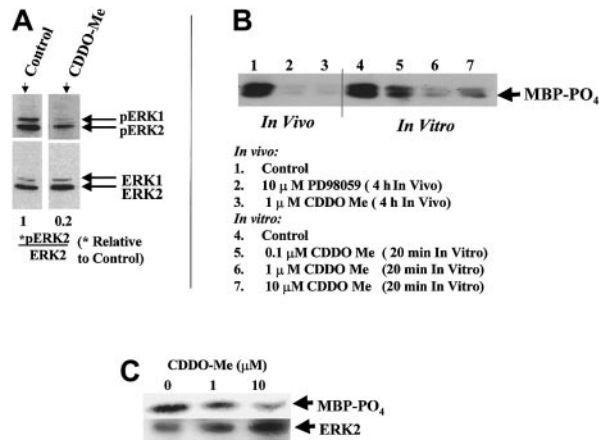 A
Control
CDDO-Me
pERK1
pERK2
ERK1
ERK2
1 0.2
*pERK2
ERK2
(* Relative
to Control)
B
1 2 3 4 5 6 7
MBP-PO4
In Vivo In Vitro
In vivo:
1. Control
2. 10 µM PD98059 ( 4 h In Vivo)
3. 1 µM CDDO Me ( 4 h In Vivo)
In vitro:
4. Control
5. 0.1 µM CDDO Me (20 min In Vitro)
6. 1 µM CDDO Me (20 min In Vitro)
7. 10 µM CDDO Me (20 min In Vitro)
C
CDDO-Me (µM)
0 1 10
MBP-PO4
ERK2